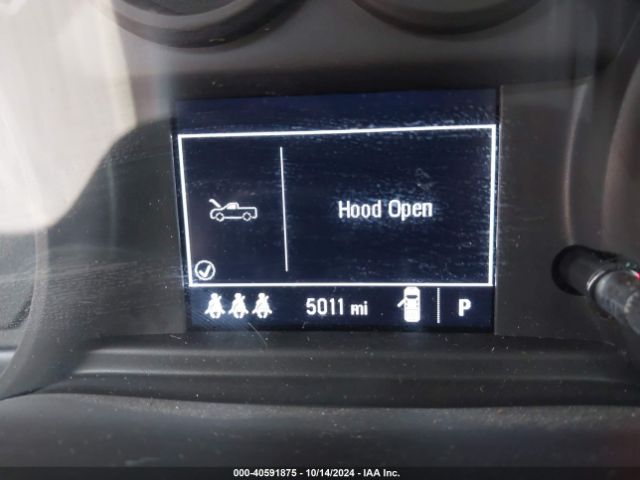 Hood Open
5011 mi P
000-40591875 - 10/14/2024 - IAA Inc.